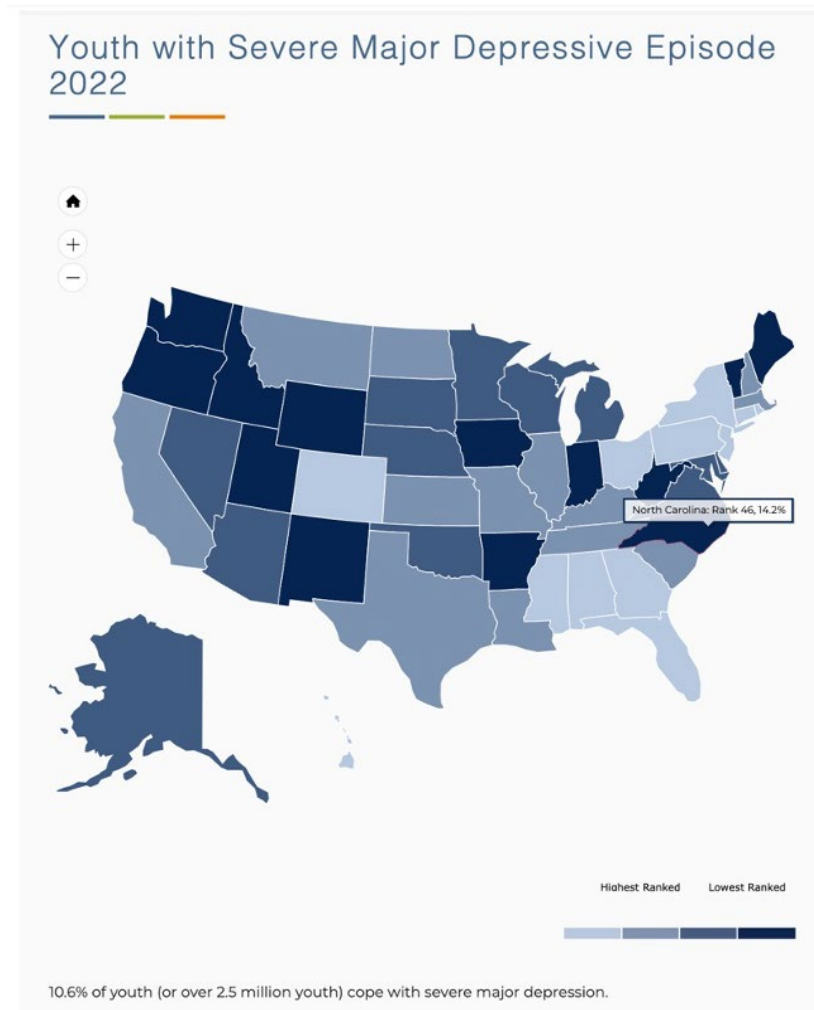 Youth with Severe Major Depressive Episode
2022
North Carolina: Rank 46, 14.2%
Highest Ranked Lowest Ranked
10.6% of youth (or over 2.5 million youth) cope with severe major depression.